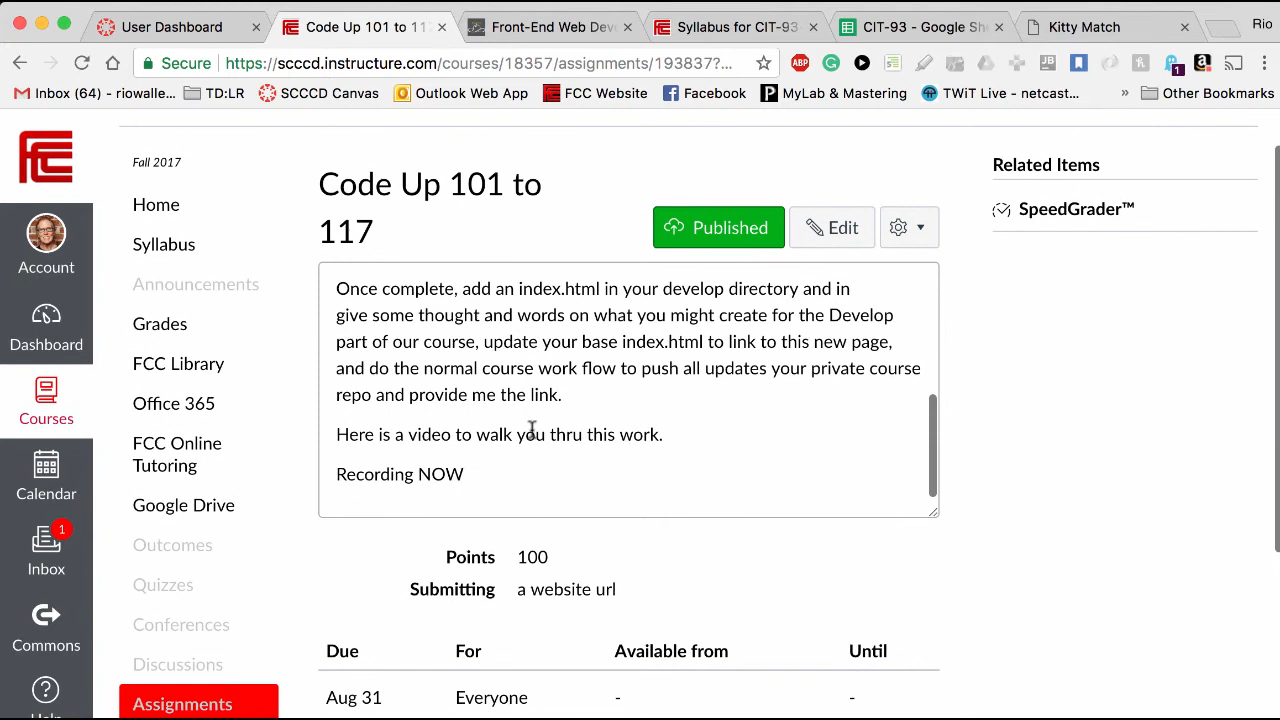 User Dashboard
Code Up 101 to 11
Front-End Web Dev
Syllabus for CIT-93
CIT-93 - Google She
Kitty Match
Rio
Secure https://scccd.instructure.com/courses/18357/assignments/193837?...
ABP
JB
1
Inbox (64) - riowalle...
TD:LR
SCCCD Canvas
Outlook Web App
FCC Website
Facebook
MyLab & Mastering
TWiT Live - netcast...
» Other Bookmarks
Account
Dashboard
Courses
Calendar
1
Inbox
Commons
Help
Fall 2017
Home
Syllabus
Announcements
Grades
FCC Library
Office 365
FCC Online
Tutoring
Google Drive
Outcomes
Quizzes
Conferences
Discussions
Assignments
Code Up 101 to
117
Published
Edit
Once complete, add an index.html in your develop directory and in
give some thought and words on what you might create for the Develop
part of our course, update your base index.html to link to this new page,
and do the normal course work flow to push all updates your private course
repo and provide me the link.
Here is a video to walk you thru this work.
Recording NOW
Points 100
Submitting a website url
Due For Available from Until
Aug 31 Everyone - -
Related Items
SpeedGrader™